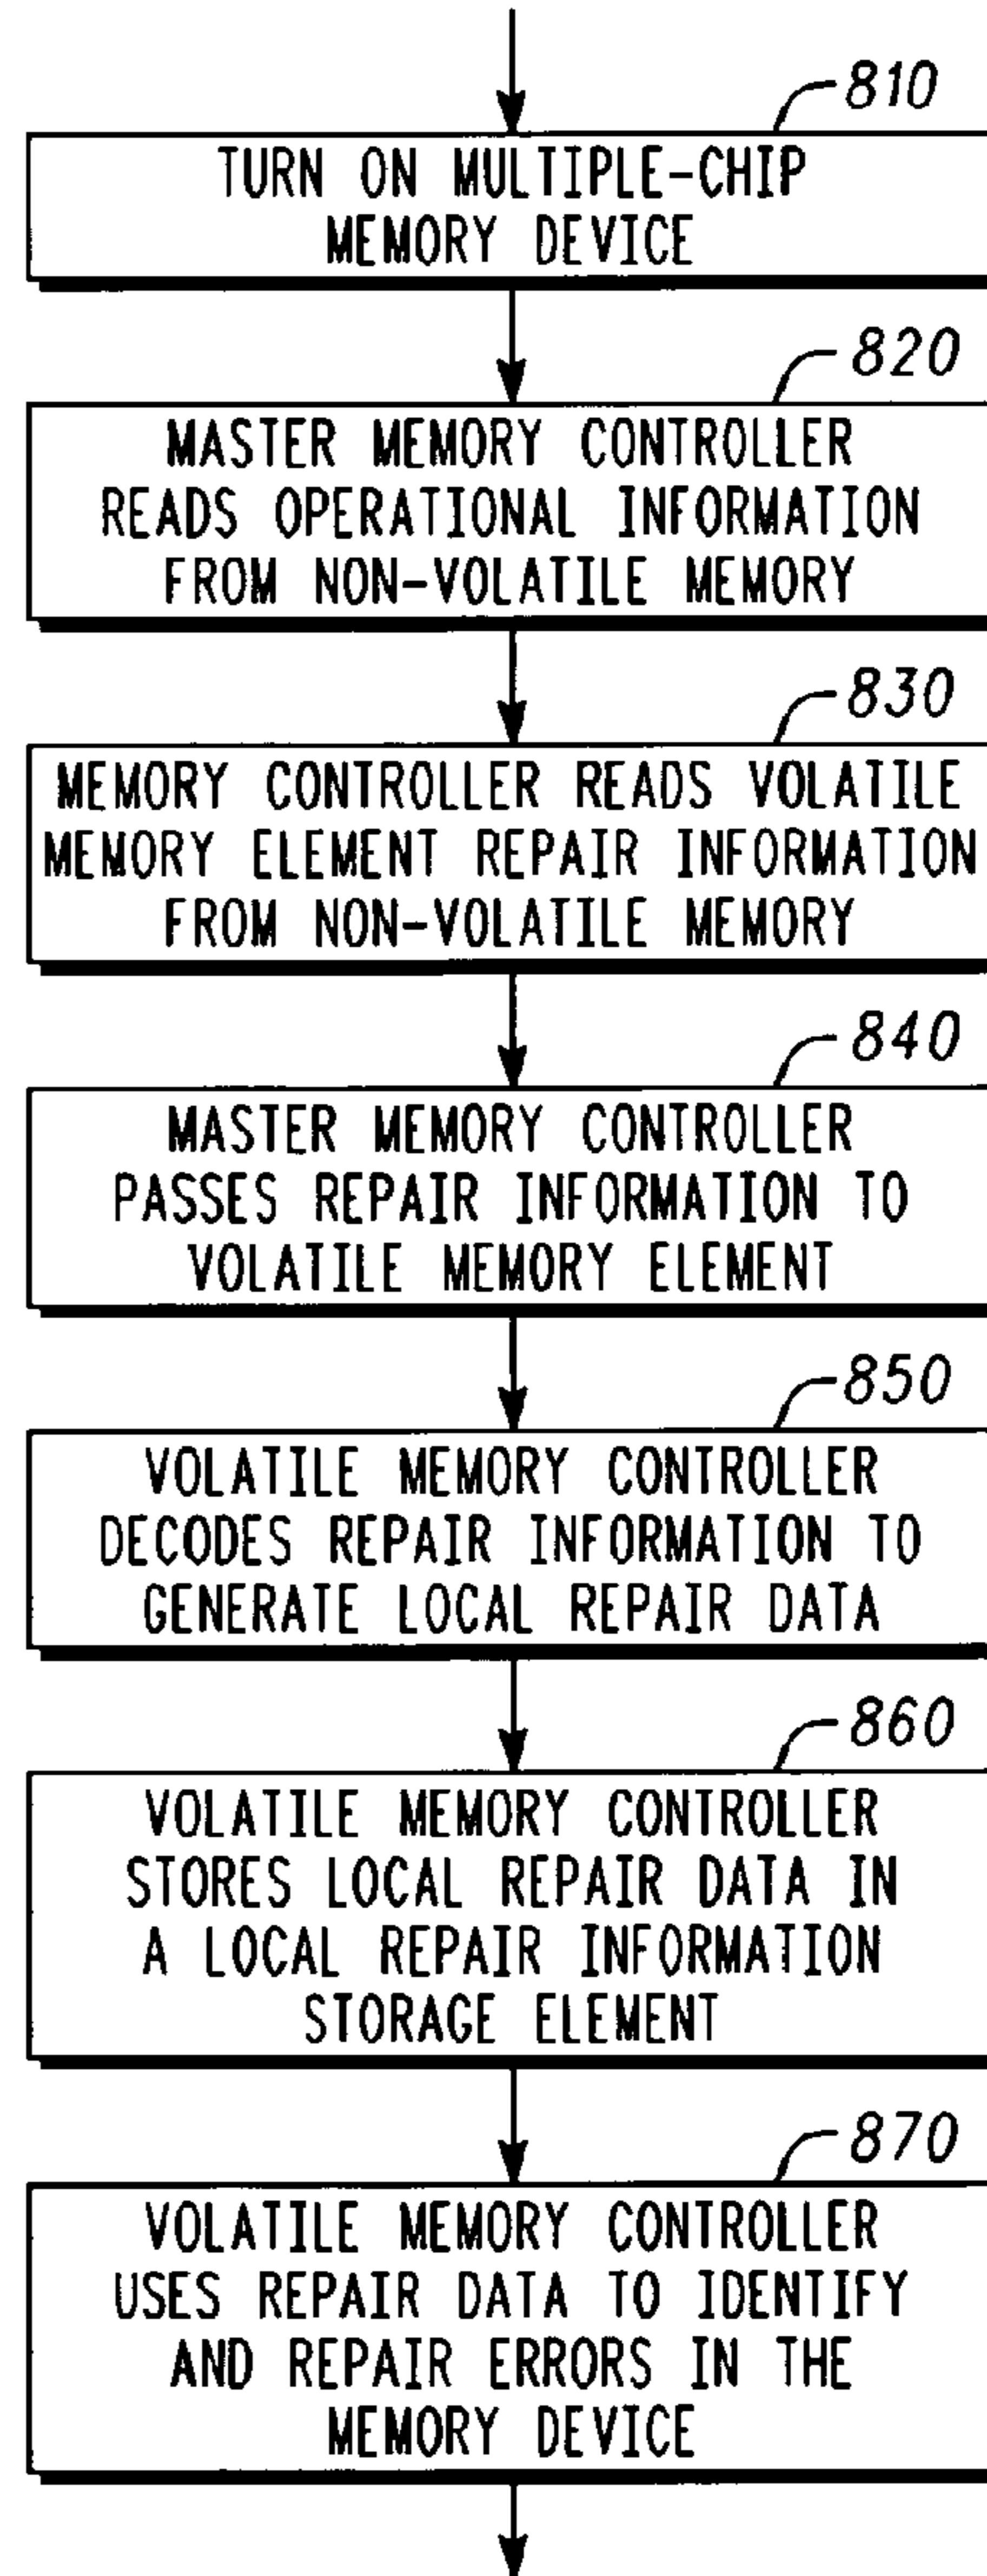 810
TURN ON MULTIPLE-CHIP
MEMORY DEVICE
820
MASTER MEMORY CONTROLLER
READS OPERATIONAL INFORMATION
FROM NON-VOLATILE MEMORY
830
MEMORY CONTROLLER READS VOLATILE
MEMORY ELEMENT REPAIR INFORMATION
FROM NON-VOLATILE MEMORY
840
MASTER MEMORY CONTROLLER
PASSES REPAIR INFORMATION TO
VOLATILE MEMORY ELEMENT
850
VOLATILE MEMORY CONTROLLER
DECODES REPAIR INFORMATION TO
GENERATE LOCAL REPAIR DATA
860
VOLATILE MEMORY CONTROLLER
STORES LOCAL REPAIR DATA IN
A LOCAL REPAIR INFORMATION
STORAGE ELEMENT
870
VOLATILE MEMORY CONTROLLER
USES REPAIR DATA TO IDENTIFY
AND REPAIR ERRORS IN THE
MEMORY DEVICE